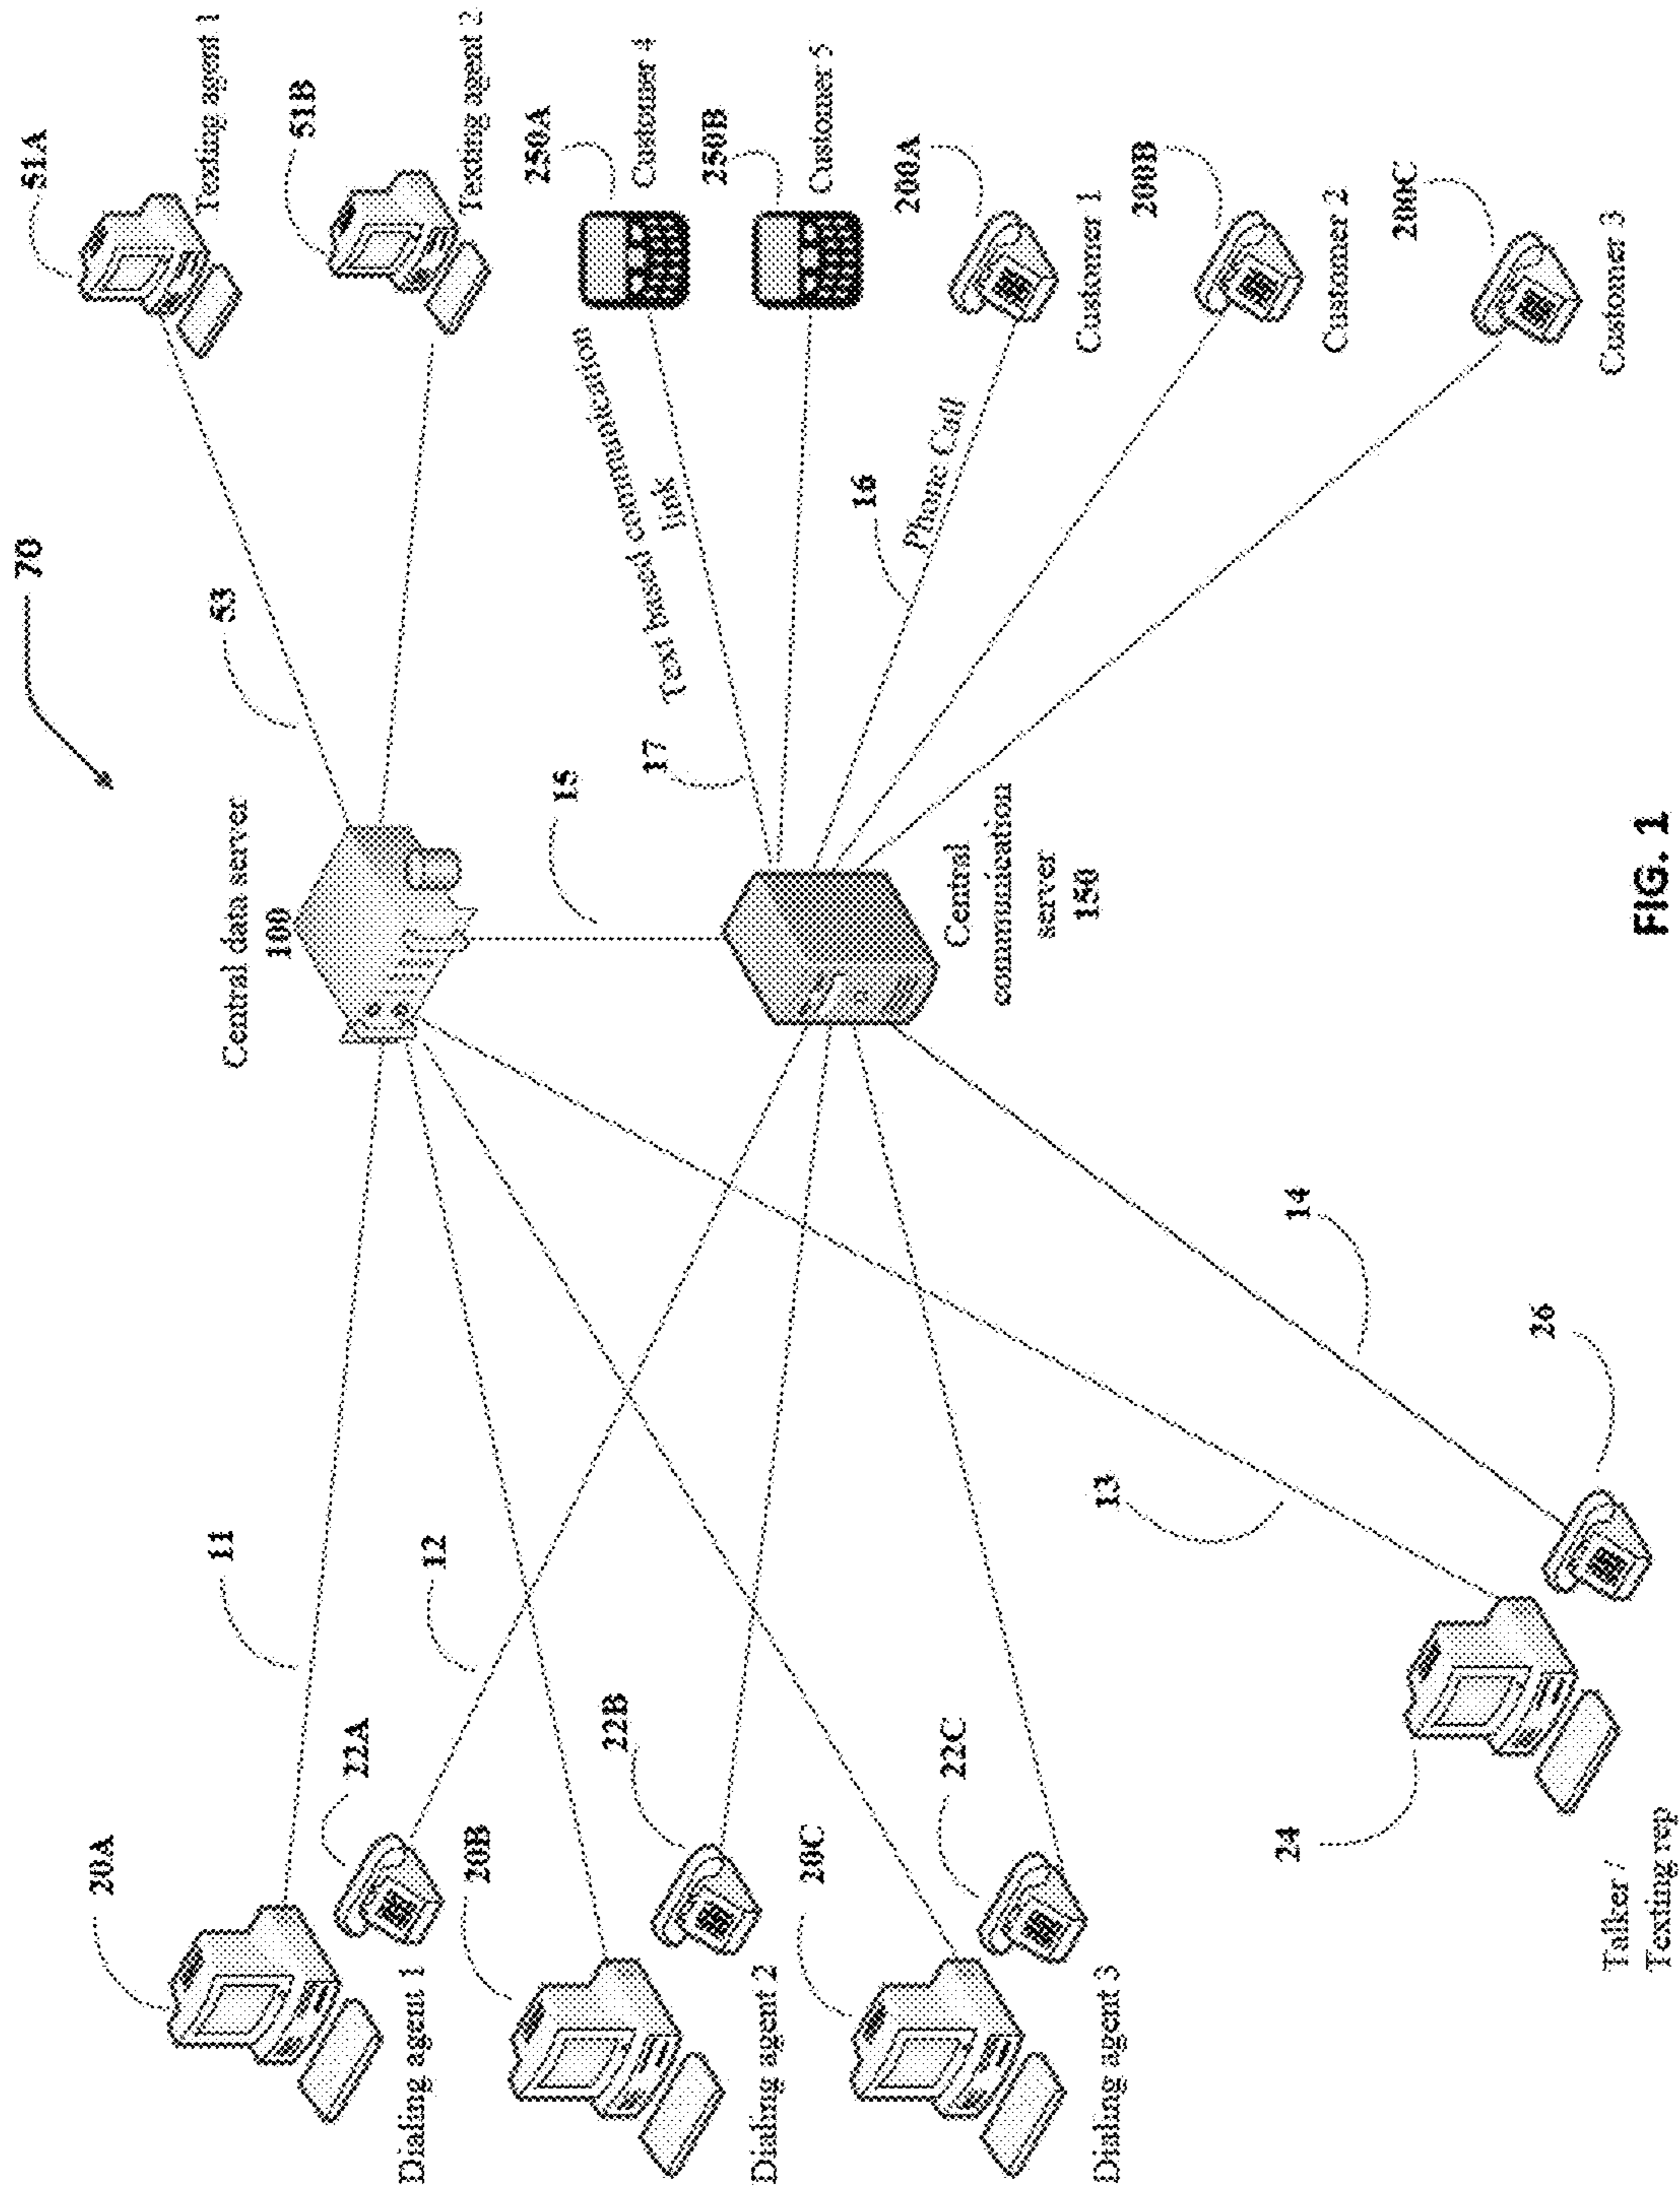 70
51A
20A
11
53
Central data server
100
Texting agent 1
51B
22A
Dialing agent 1
12
20B
Texting agent 2
15
250A
Customer 4
Text based communication
link
17
22B
250B
Customer 5
Dialing agent 2
20C
16
Phone Call
200A
22C
Central
communication
server
150
Customer 1
Dialing agent 3
13
200B
14
24
Customer 2
200C
26
Customer 3
Talker /
Texting rep
FIG. 1